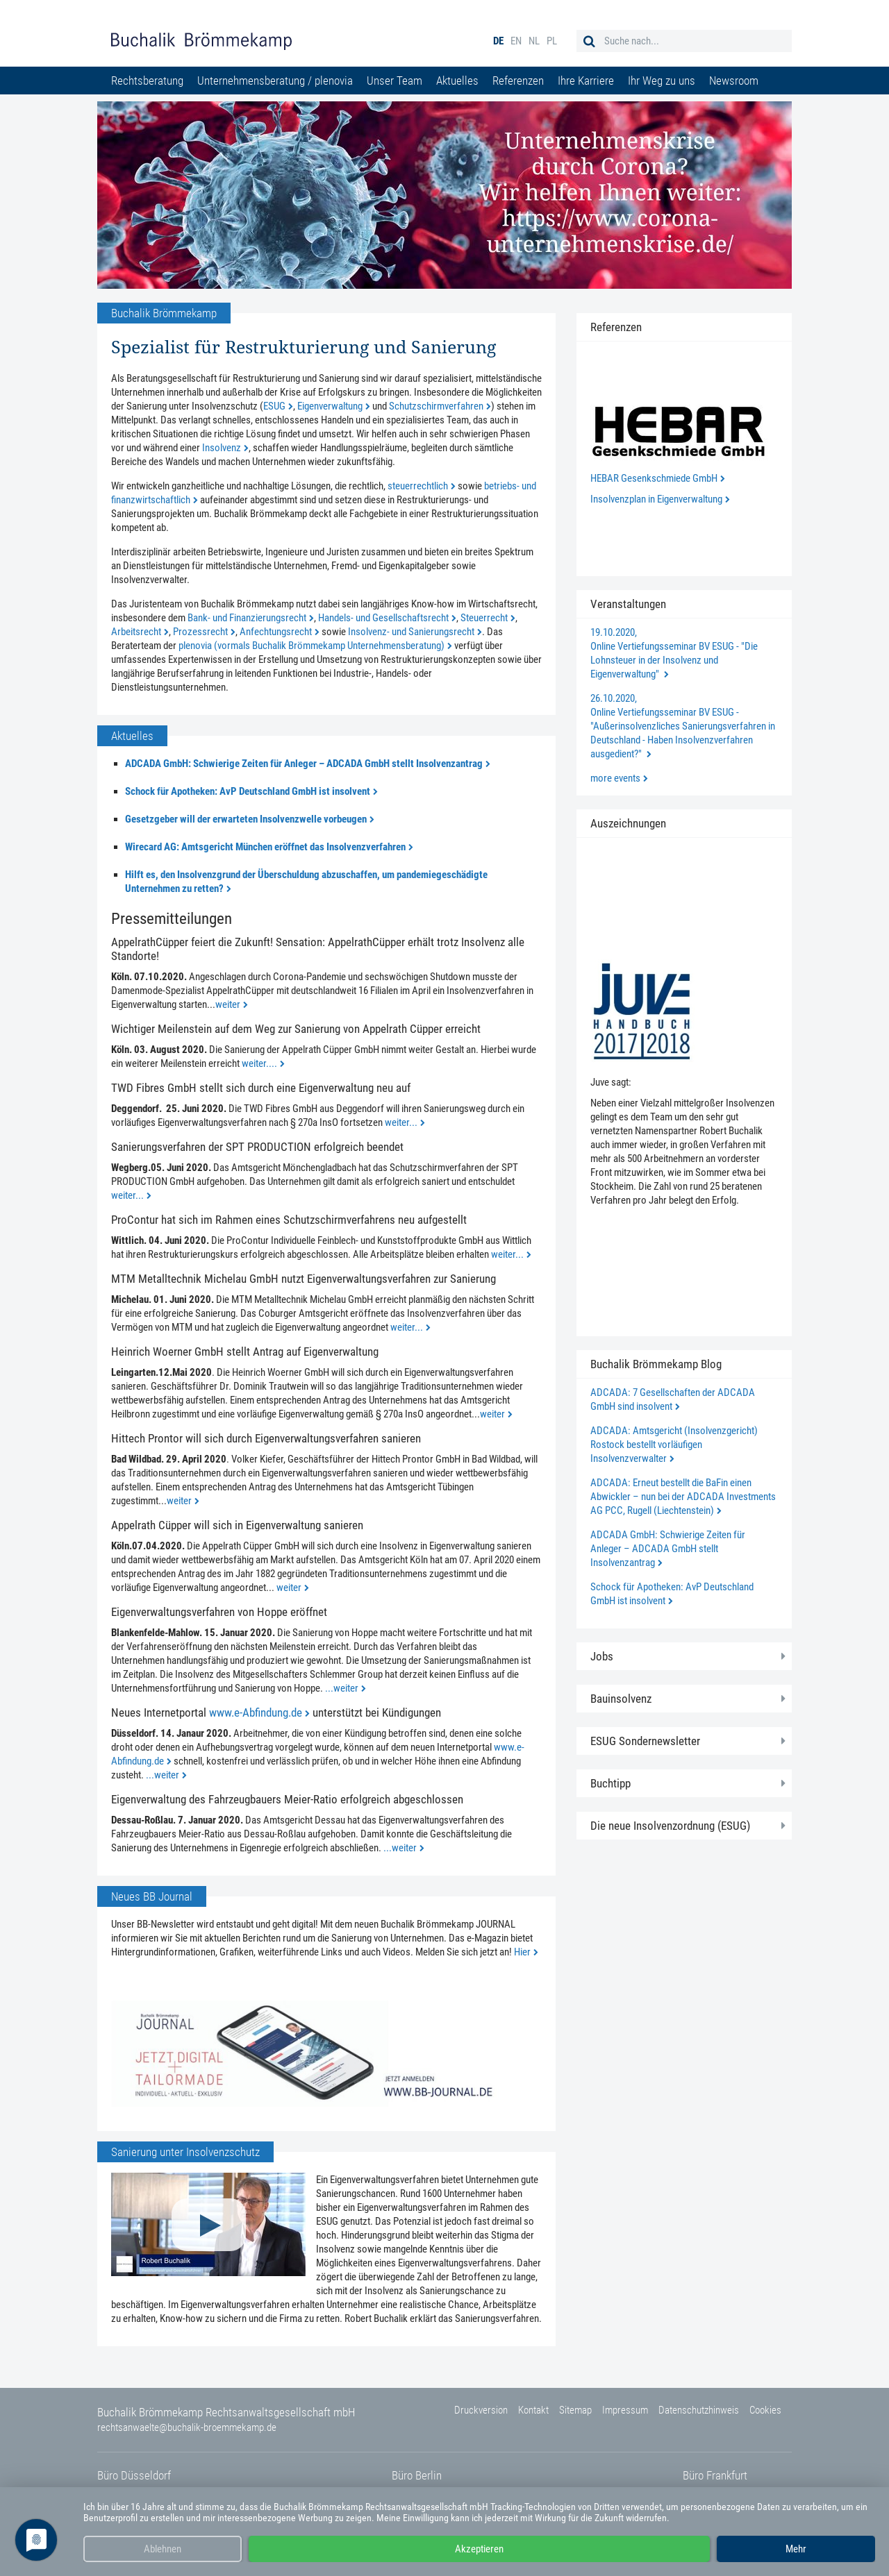 Buchalik Brömmekamp
DE EN NL PL
Suche nach...
Rechtsberatung Unternehmensberatung / plenovia Unser Team Aktuelles Referenzen Ihre Karriere Ihr Weg zu uns Newsroom
Unternehmenskrise
durch Corona?
Wir helfen Ihnen weiter:
https://www.corona-
unternehmenskrise.de/
Buchalik Brömmekamp
Spezialist für Restrukturierung und Sanierung
Als Beratungsgesellschaft für Restrukturierung und Sanierung sind wir darauf spezialisiert, mittelständische
Unternehmen innerhalb und außerhalb der Krise auf Erfolgskurs zu bringen. Insbesondere die Möglichkeiten
der Sanierung unter Insolvenzschutz (ESUG, Eigenverwaltung und Schutzschirmverfahren) stehen im
Mittelpunkt. Das verlangt schnelles, entschlossenes Handeln und ein spezialisiertes Team, das auch in
kritischen Situationen die richtige Lösung findet und umsetzt. Wir helfen auch in sehr schwierigen Phasen
vor und während einer Insolvenz, schaffen wieder Handlungsspielräume, begleiten durch sämtliche
Bereiche des Wandels und machen Unternehmen wieder zukunftsfähig.
Wir entwickeln ganzheitliche und nachhaltige Lösungen, die rechtlich, steuerrechtlich sowie betriebs- und
finanzwirtschaftlich aufeinander abgestimmt sind und setzen diese in Restrukturierungs- und
Sanierungsprojekten um. Buchalik Brömmekamp deckt alle Fachgebiete in einer Restrukturierungssituation
kompetent ab.
Interdisziplinär arbeiten Betriebswirte, Ingenieure und Juristen zusammen und bieten ein breites Spektrum
an Dienstleistungen für mittelständische Unternehmen, Fremd- und Eigenkapitalgeber sowie
Insolvenzverwalter.
Das Juristenteam von Buchalik Brömmekamp nutzt dabei sein langjähriges Know-how im Wirtschaftsrecht,
insbesondere dem Bank- und Finanzierungsrecht, Handels- und Gesellschaftsrecht, Steuerrecht,
Arbeitsrecht, Prozessrecht, Anfechtungsrecht sowie Insolvenz- und Sanierungsrecht. Das
Beraterteam der plenovia (vormals Buchalik Brömmekamp Unternehmensberatung) verfügt über
umfassendes Expertenwissen in der Erstellung und Umsetzung von Restrukturierungskonzepten sowie über
langjährige Berufserfahrung in leitenden Funktionen bei Industrie-, Handels- oder
Dienstleistungsunternehmen.
Aktuelles
ADCADA GmbH: Schwierige Zeiten für Anleger – ADCADA GmbH stellt Insolvenzantrag
Schock für Apotheken: AvP Deutschland GmbH ist insolvent
Gesetzgeber will der erwarteten Insolvenzwelle vorbeugen
Wirecard AG: Amtsgericht München eröffnet das Insolvenzverfahren
Hilft es, den Insolvenzgrund der Überschuldung abzuschaffen, um pandemiegeschädigte
Unternehmen zu retten?
Pressemitteilungen
AppelrathCüpper feiert die Zukunft! Sensation: AppelrathCüpper erhält trotz Insolvenz alle
Standorte!
Köln. 07.10.2020. Angeschlagen durch Corona-Pandemie und sechswöchigen Shutdown musste der
Damenmode-Spezialist AppelrathCüpper mit deutschlandweit 16 Filialen im April ein Insolvenzverfahren in
Eigenverwaltung starten...weiter
Wichtiger Meilenstein auf dem Weg zur Sanierung von Appelrath Cüpper erreicht
Köln. 03. August 2020. Die Sanierung der Appelrath Cüpper GmbH nimmt weiter Gestalt an. Hierbei wurde
ein weiterer Meilenstein erreicht weiter....
TWD Fibres GmbH stellt sich durch eine Eigenverwaltung neu auf
Deggendorf. 25. Juni 2020. Die TWD Fibres GmbH aus Deggendorf will ihren Sanierungsweg durch ein
vorläufiges Eigenverwaltungsverfahren nach § 270a InsO fortsetzen weiter...
Sanierungsverfahren der SPT PRODUCTION erfolgreich beendet
Wegberg.05. Juni 2020. Das Amtsgericht Mönchengladbach hat das Schutzschirmverfahren der SPT
PRODUCTION GmbH aufgehoben. Das Unternehmen gilt damit als erfolgreich saniert und entschuldet
weiter...
ProContur hat sich im Rahmen eines Schutzschirmverfahrens neu aufgestellt
Wittlich. 04. Juni 2020. Die ProContur Individuelle Feinblech- und Kunststoffprodukte GmbH aus Wittlich
hat ihren Restrukturierungskurs erfolgreich abgeschlossen. Alle Arbeitsplätze bleiben erhalten weiter...
MTM Metalltechnik Michelau GmbH nutzt Eigenverwaltungsverfahren zur Sanierung
Michelau. 01. Juni 2020. Die MTM Metalltechnik Michelau GmbH erreicht planmäßig den nächsten Schritt
für eine erfolgreiche Sanierung. Das Coburger Amtsgericht eröffnete das Insolvenzverfahren über das
Vermögen von MTM und hat zugleich die Eigenverwaltung angeordnet weiter...
Heinrich Woerner GmbH stellt Antrag auf Eigenverwaltung
Leingarten.12.Mai 2020. Die Heinrich Woerner GmbH will sich durch ein Eigenverwaltungsverfahren
sanieren. Geschäftsführer Dr. Dominik Trautwein will so das langjährige Traditionsunternehmen wieder
wettbewerbsfähig aufstellen. Einem entsprechenden Antrag des Unternehmens hat das Amtsgericht
Heilbronn zugestimmt und eine vorläufige Eigenverwaltung gemäß § 270a InsO angeordnet...weiter
Hittech Prontor will sich durch Eigenverwaltungsverfahren sanieren
Bad Wildbad. 29. April 2020. Volker Kiefer, Geschäftsführer der Hittech Prontor GmbH in Bad Wildbad, will
das Traditionsunternehmen durch ein Eigenverwaltungsverfahren sanieren und wieder wettbewerbsfähig
aufstellen. Einem entsprechenden Antrag des Unternehmens hat das Amtsgericht Tübingen
zugestimmt...weiter
Appelrath Cüpper will sich in Eigenverwaltung sanieren
Köln.07.04.2020. Die Appelrath Cüpper GmbH will sich durch eine Insolvenz in Eigenverwaltung sanieren
und damit wieder wettbewerbsfähig am Markt aufstellen. Das Amtsgericht Köln hat am 07. April 2020 einem
entsprechenden Antrag des im Jahr 1882 gegründeten Traditionsunternehmens zugestimmt und die
vorläufige Eigenverwaltung angeordnet... weiter
Eigenverwaltungsverfahren von Hoppe eröffnet
Blankenfelde-Mahlow. 15. Januar 2020. Die Sanierung von Hoppe macht weitere Fortschritte und hat mit
der Verfahrenseröffnung den nächsten Meilenstein erreicht. Durch das Verfahren bleibt das
Unternehmen handlungsfähig und produziert wie gewohnt. Die Umsetzung der Sanierungsmaßnahmen ist
im Zeitplan. Die Insolvenz des Mitgesellschafters Schlemmer Group hat derzeit keinen Einfluss auf die
Unternehmensfortführung und Sanierung von Hoppe. ...weiter
Neues Internetportal www.e-Abfindung.de unterstützt bei Kündigungen
Düsseldorf. 14. Janaur 2020. Arbeitnehmer, die von einer Kündigung betroffen sind, denen eine solche
droht oder denen ein Aufhebungsvertrag vorgelegt wurde, können auf dem neuen Internetportal www.e-
Abfindung.de schnell, kostenfrei und verlässlich prüfen, ob und in welcher Höhe ihnen eine Abfindung
zusteht. ...weiter
Eigenverwaltung des Fahrzeugbauers Meier-Ratio erfolgreich abgeschlossen
Dessau-Roßlau. 7. Januar 2020. Das Amtsgericht Dessau hat das Eigenverwaltungsverfahren des
Fahrzeugbauers Meier-Ratio aus Dessau-Roßlau aufgehoben. Damit konnte die Geschäftsleitung die
Sanierung des Unternehmens in Eigenregie erfolgreich abschließen. ...weiter
Neues BB Journal
Unser BB-Newsletter wird entstaubt und geht digital! Mit dem neuen Buchalik Brömmekamp JOURNAL
informieren wir Sie mit aktuellen Berichten rund um die Sanierung von Unternehmen. Das e-Magazin bietet
Hintergrundinformationen, Grafiken, weiterführende Links und auch Videos. Melden Sie sich jetzt an! Hier
Buchalik Brömmekamp
JOURNAL
JETZT DIGITAL
TAILORMADE
INDIVIDUELL • AKTUELL • EXKLUSIV
JETZT ANMELDEN
WWW.BB-JOURNAL.DE
Sanierung unter Insolvenzschutz
Robert Buchalik
Ein Eigenverwaltungsverfahren bietet Unternehmen gute
Sanierungschancen. Rund 1600 Unternehmer haben
bisher ein Eigenverwaltungsverfahren im Rahmen des
ESUG genutzt. Das Potenzial ist jedoch fast dreimal so
hoch. Hinderungsgrund bleibt weiterhin das Stigma der
Insolvenz sowie mangelnde Kenntnis über die
Möglichkeiten eines Eigenverwaltungsverfahrens. Daher
zögert die überwiegende Zahl der Betroffenen zu lange,
sich mit der Insolvenz als Sanierungschance zu
beschäftigen. Im Eigenverwaltungsverfahren erhalten Unternehmer eine realistische Chance, Arbeitsplätze
zu erhalten, Know-how zu sichern und die Firma zu retten. Robert Buchalik erklärt das Sanierungsverfahren.
Referenzen
HEBAR
Gesenkschmiede GmbH
HEBAR Gesenkschmiede GmbH
Insolvenzplan in Eigenverwaltung
Veranstaltungen
19.10.2020,
Online Vertiefungsseminar BV ESUG - "Die
Lohnsteuer in der Insolvenz und
Eigenverwaltung"
26.10.2020,
Online Vertiefungsseminar BV ESUG -
"Außerinsolvenzliches Sanierungsverfahren in
Deutschland - Haben Insolvenzverfahren
ausgedient?"
more events
Auszeichnungen
JUVE
HANDBUCH
2017|2018
Juve sagt:
Neben einer Vielzahl mittelgroßer Insolvenzen
gelingt es dem Team um den sehr gut
vernetzten Namenspartner Robert Buchalik
auch immer wieder, in großen Verfahren mit
mehr als 500 Arbeitnehmern an vorderster
Front mitzuwirken, wie im Sommer etwa bei
Stockheim. Die Zahl von rund 25 beratenen
Verfahren pro Jahr belegt den Erfolg.
Buchalik Brömmekamp Blog
ADCADA: 7 Gesellschaften der ADCADA
GmbH sind insolvent
ADCADA: Amtsgericht (Insolvenzgericht)
Rostock bestellt vorläufigen
Insolvenzverwalter
ADCADA: Erneut bestellt die BaFin einen
Abwickler – nun bei der ADCADA Investments
AG PCC, Rugell (Liechtenstein)
ADCADA GmbH: Schwierige Zeiten für
Anleger – ADCADA GmbH stellt
Insolvenzantrag
Schock für Apotheken: AvP Deutschland
GmbH ist insolvent
Jobs
Bauinsolvenz
ESUG Sondernewsletter
Buchtipp
Die neue Insolvenzordnung (ESUG)
Buchalik Brömmekamp Rechtsanwaltsgesellschaft mbH
rechtsanwaelte@buchalik-broemmekamp.de
Druckversion Kontakt Sitemap Impressum Datenschutzhinweis Cookies
Büro Düsseldorf Büro Berlin Büro Frankfurt
Ich bin über 16 Jahre alt und stimme zu, dass die Buchalik Brömmekamp Rechtsanwaltsgesellschaft mbH Tracking-Technologien von Dritten verwendet, um personenbezogene Daten zu verarbeiten, um ein
Benutzerprofil zu erstellen und mir interessenbezogene Werbung zu zeigen. Meine Einwilligung kann ich jederzeit mit Wirkung für die Zukunft widerrufen.
Ablehnen Akzeptieren Mehr